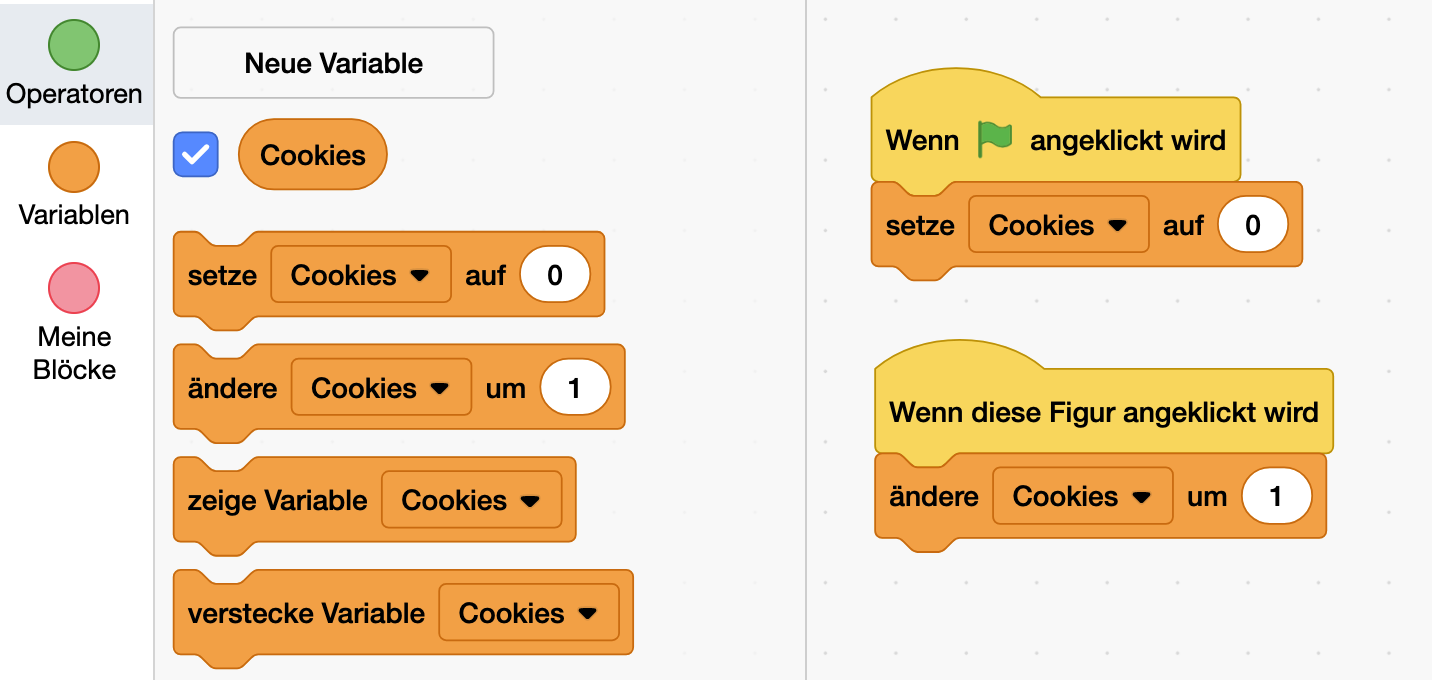 Operatoren
Variablen
Meine
Blöcke
Neue Variable
Cookies
setze Cookies auf 0
ändere Cookies um 1
zeige Variable Cookies
verstecke Variable Cookies
Wenn angeklickt wird
setze Cookies auf 0
Wenn diese Figur angeklickt wird
ändere Cookies um 1